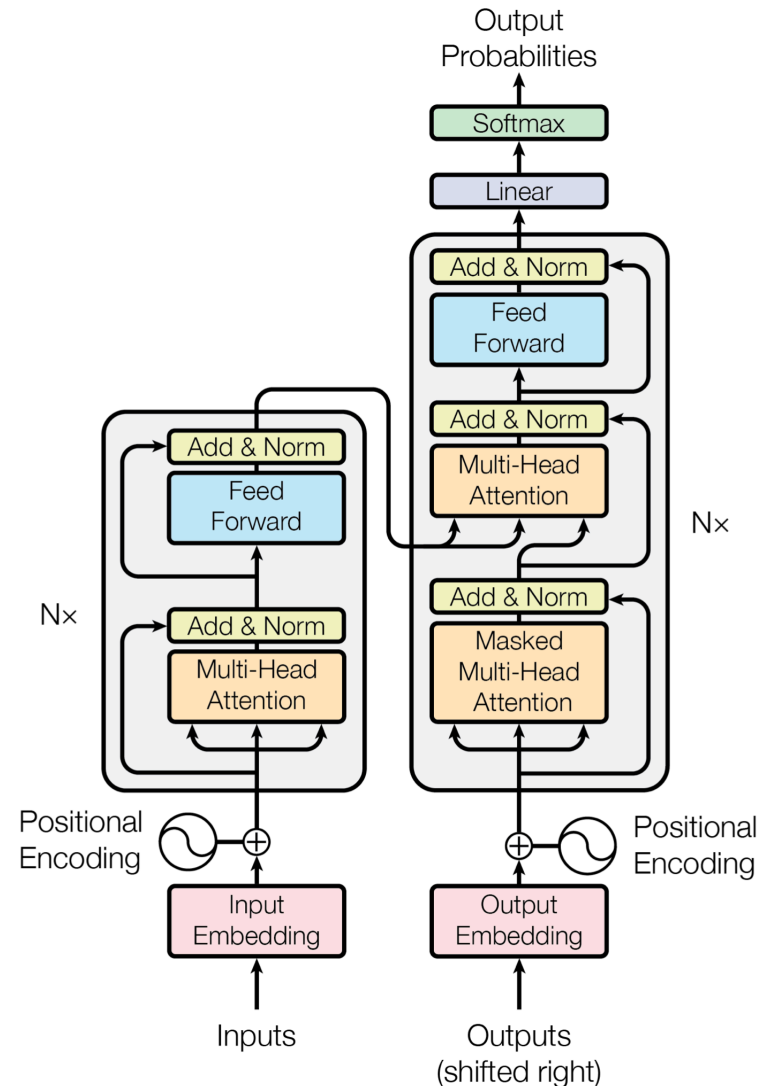 Output
Probabilities
Softmax
Linear
Add & Norm
Feed
Forward
Add & Norm
Multi-Head
Attention
Nx
Add & Norm
Masked
Multi-Head
Attention
Add & Norm
Feed
Forward
N×
Add & Norm
Multi-Head
Attention
Positional
Encoding
Positional
Encoding
Input
Embedding
Output
Embedding
Inputs
Outputs
(shifted right)